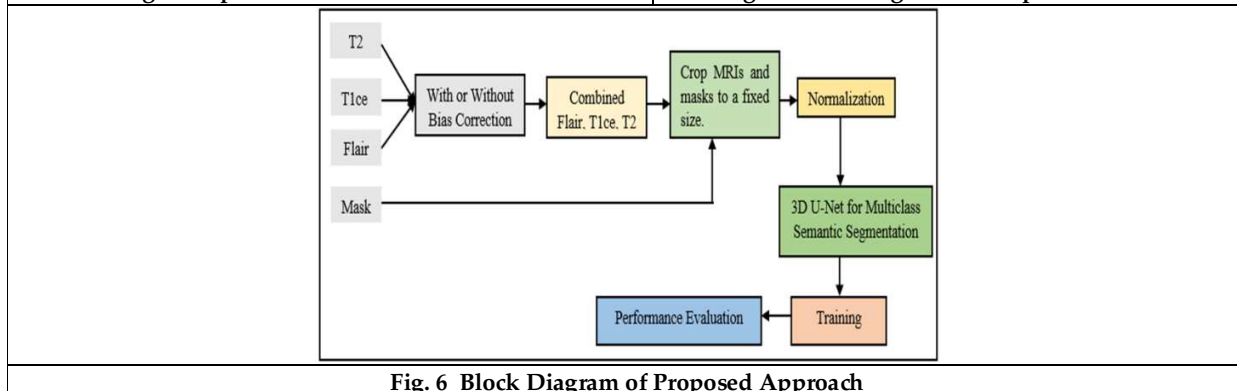 T2
T1ce
Flair
Mask
With or Without
Bias Correction
Combined
Flair, T1ce, T2
Crop MRIs and
masks to a fixed
size.
Normalization
3D U-Net for Multiclass
Semantic Segmentation
Training
Performance Evaluation
Fig. 6 Block Diagram of Proposed Approach